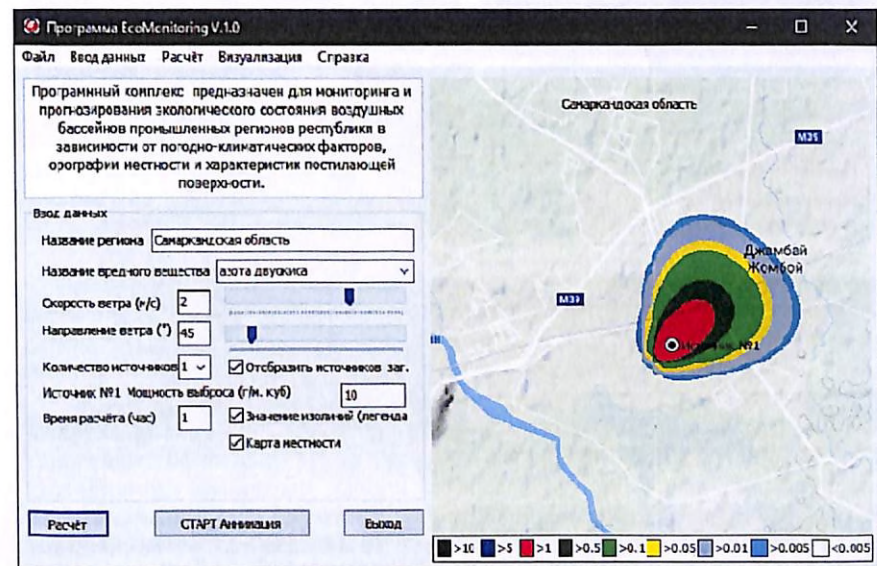 Программа EcoMonitoring V.1.0
Файл Ввод данных Расчёт Визуализация Справка
Программный комплекс предназначен для мониторинга и
прогнозирования экологического состояния воздушных
бассейнов промышленных регионов республики в
зависимости от погодно-климатических факторов,
орографии местности и характеристик постилающей
поверхности.
Ввод данных
Название региона Самаркандская область
Название вредного вещества азота двуокиса
Скорость ветра (м/с) 2
Направление ветра (°) 45
Количество источников 1 Отобразить источников заг.
Источник №1 Мощность выброса (г/м. куб) 10
Время расчёта (час) 1 Значение изолиний (легенда
Карта местности
Расчёт СТАРТ Анимация Выход
Самаркандская область
M39
Джамбай
Жомбой
M39
Источник №1
>10 >5 >1 >0.5 >0.1 >0.05 >0.01 >0.005 <0.005